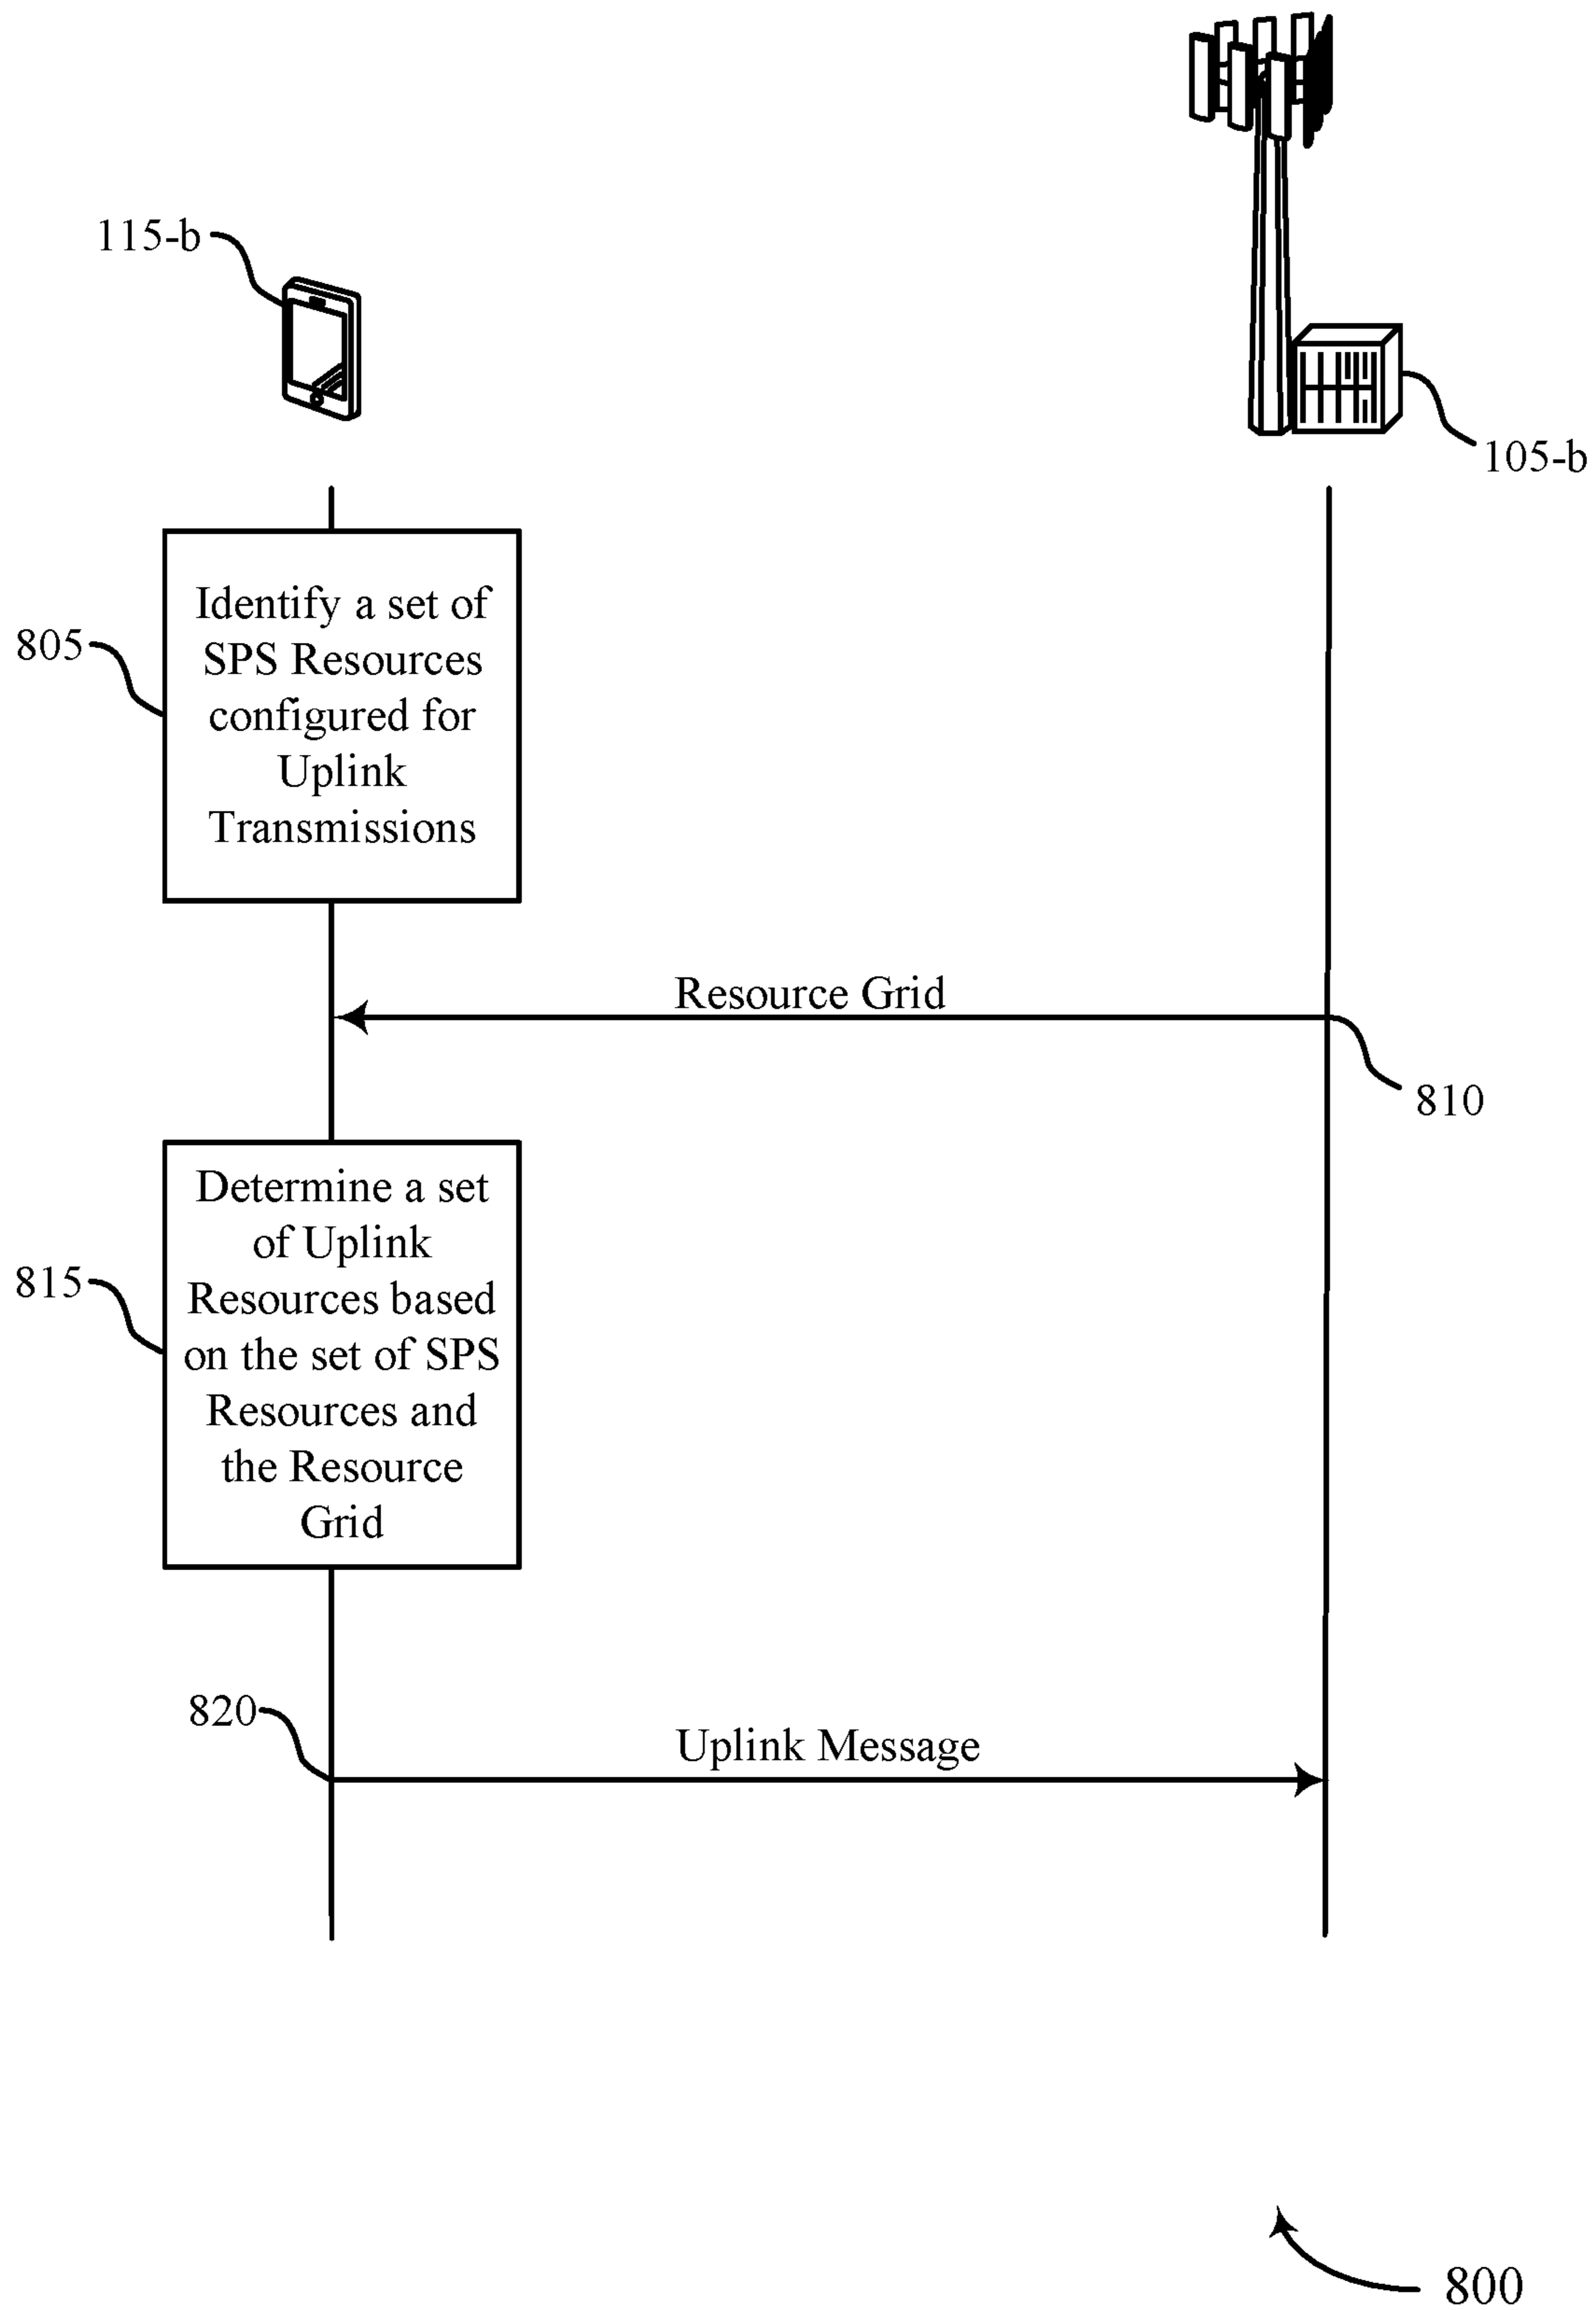 115-b
105-b
805
Identify a set of
SPS Resources
configured for
Uplink
Transmissions
Resource Grid
810
815
Determine a set
of Uplink
Resources based
on the set of SPS
Resources and
the Resource
Grid
820
Uplink Message
800